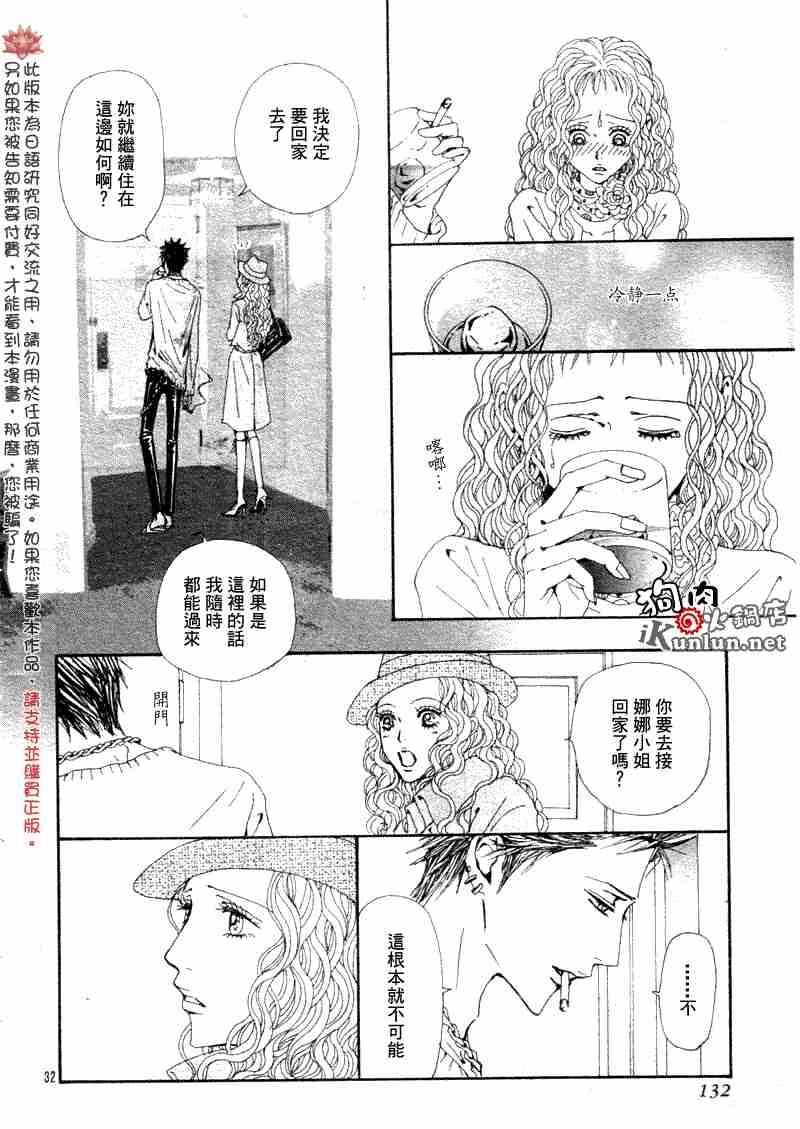 冷静一点
喀
啷
…
我決定
要回家
去了
妳就繼續住在
這邊如何啊？
如果是
這裡的話
我隨時
都能過來
狗肉火鍋店
iKunlun.net
你要去接
娜娜小姐
回家了嗎？
開門
……不
這根本就不可能
32
132
此版本為日語研究同好交流之用，請勿用於任何商業用途。如果您喜歡本作品，請支持並購買正版。
另如果您被告知需要付費，才能看到本漫畫，那麼，您被騙了！